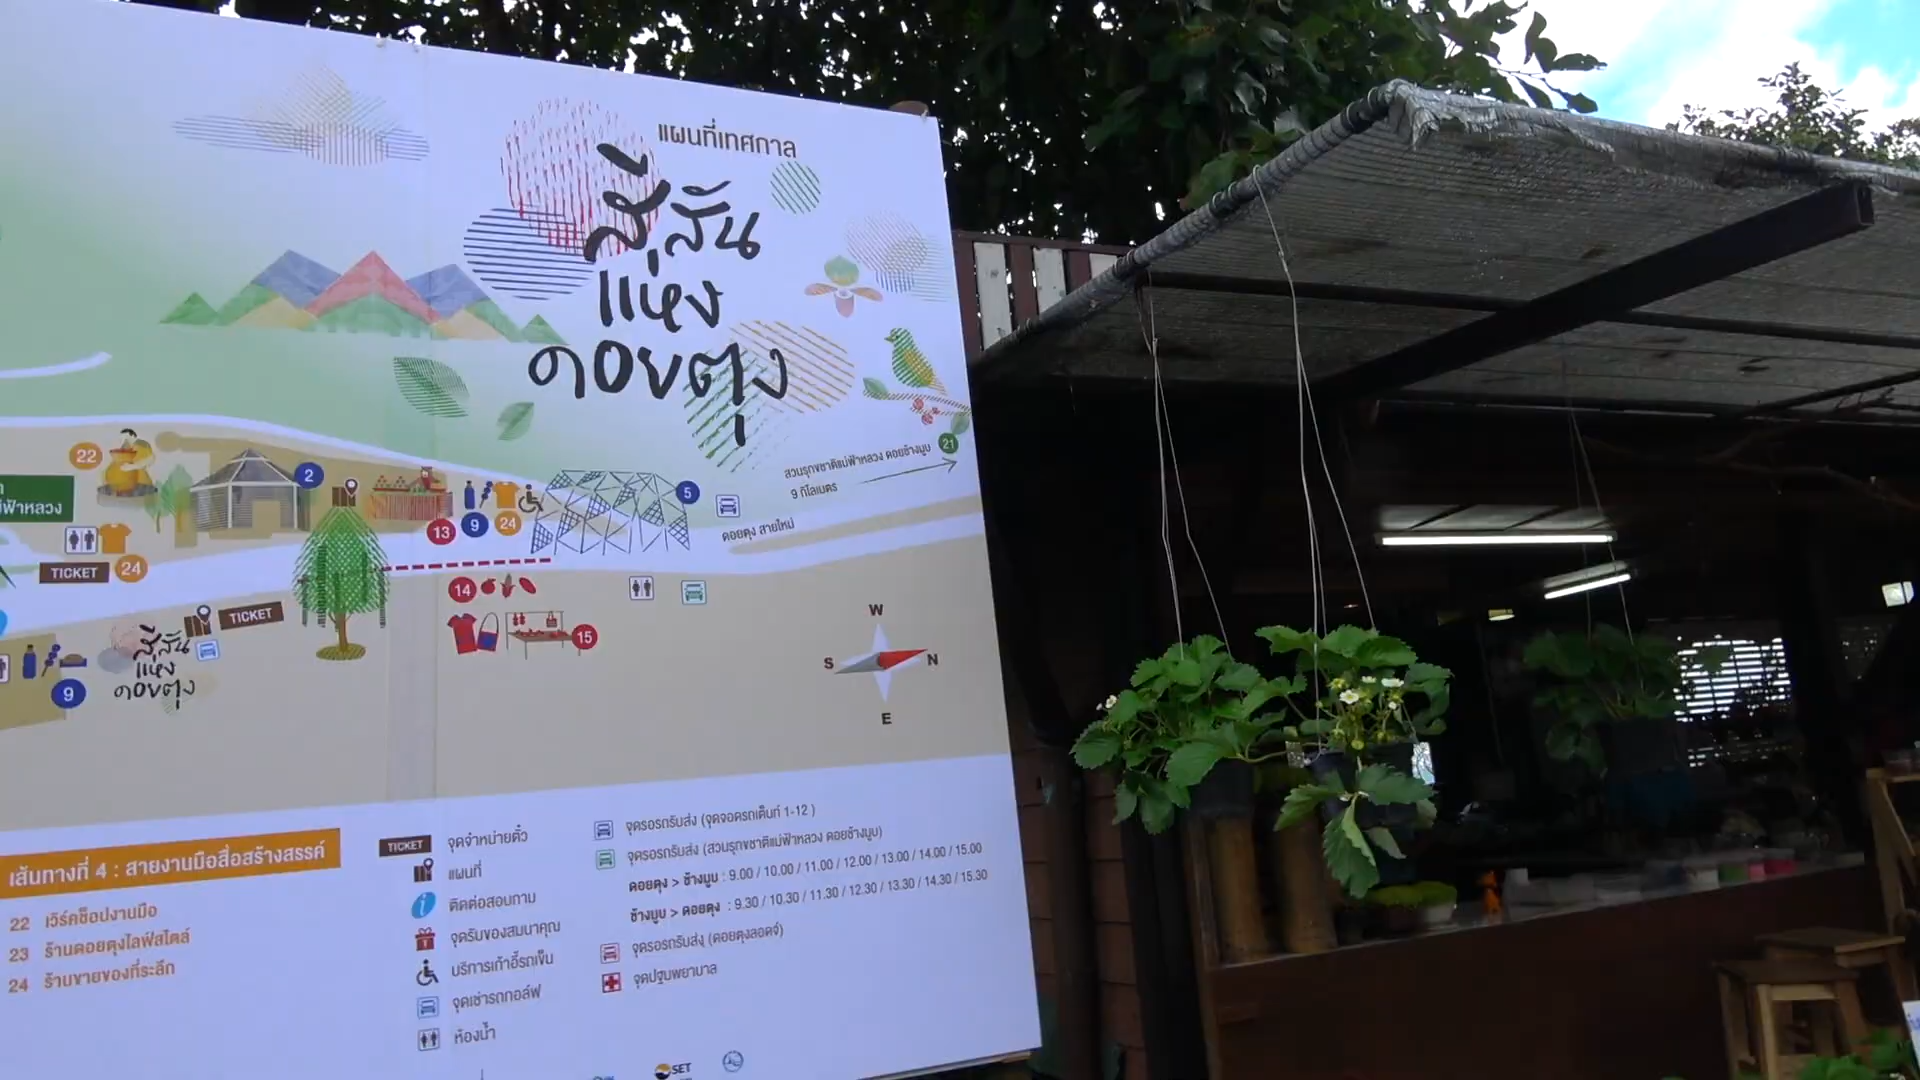 แผนที่เทศกาล
สีสัน
แห่ง
ดอยตุง
21
สวนรุกขชาติแม่ฟ้าหลวง ดอยช้างมูบ
9 กิโลเมตร
22
2
5
ดอยตุง สายใหม่
13
9
24
TICKET
24
14
15
TICKET
สีสัน
แห่ง
ดอยตุง
9
W
S
N
E
เส้นทางที่ 4 : สายงานมือสื่อสร้างสรรค์
22 เวิร์คช็อปงานมือ
23 ร้านดอยตุงไลฟ์สไตล์
24 ร้านขายของที่ระลึก
TICKET จุดจำหน่ายตั๋ว
แผนที่
ติดต่อสอบถาม
จุดรับของสมนาคุณ
บริการเก้าอี้รถเข็น
จุดเช่ารถกอล์ฟ
ห้องน้ำ
จุดรอรถรับส่ง (จุดจอดรถเต็นท์ 1-12 )
จุดรอรถรับส่ง (สวนรุกขชาติแม่ฟ้าหลวง ดอยช้างมูบ)
ดอยตุง > ช้างมูบ : 9.00 / 10.00 / 11.00 / 12.00 / 13.00 / 14.00 / 15.00
ช้างมูบ > ดอยตุง : 9.30 / 10.30 / 11.30 / 12.30 / 13.30 / 14.30 / 15.30
จุดรอรถรับส่ง (ดอยตุงลอดจ์)
จุดปฐมพยาบาล
SET